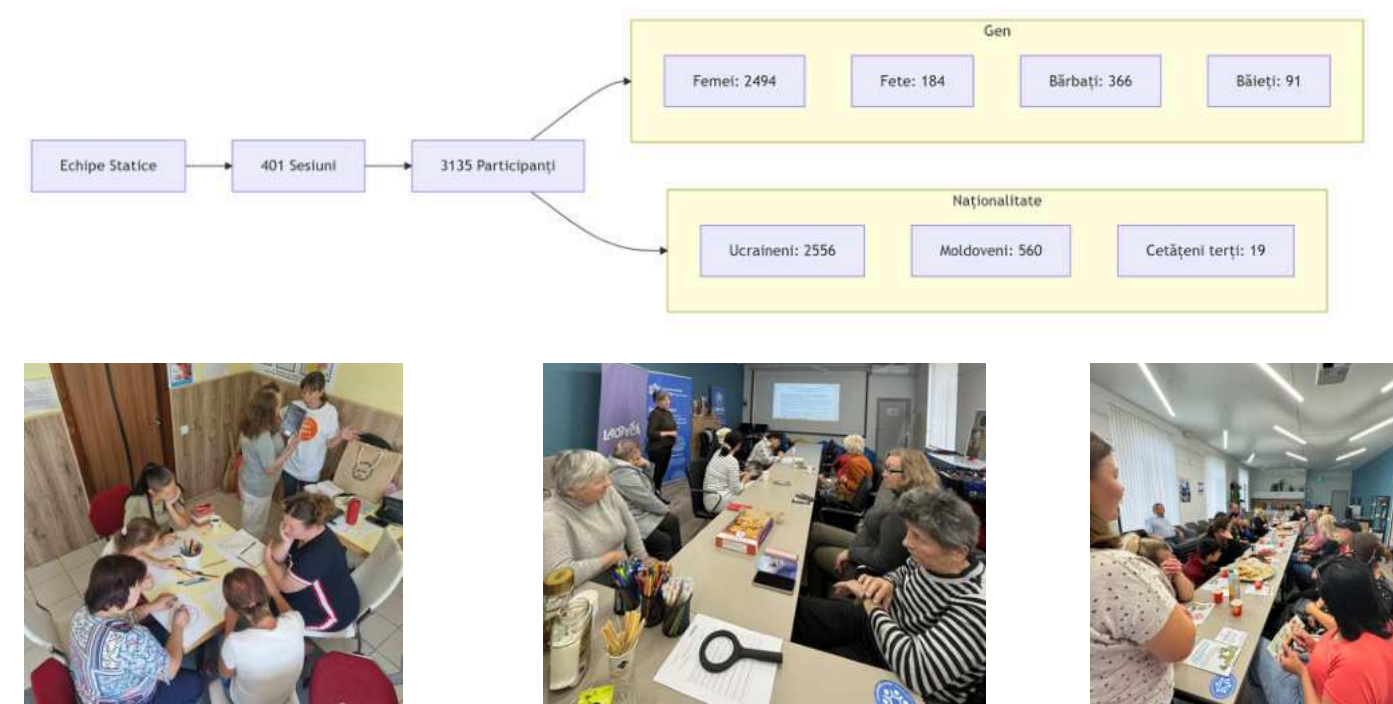 Gen
Femei: 2494
Fete: 184
Bărbați: 366
Băieți: 91
Echipe Statice
401 Sesiuni
3135 Participanți
Naționalitate
Ucraineni: 2556
Moldoveni: 560
Cetățeni terți: 19